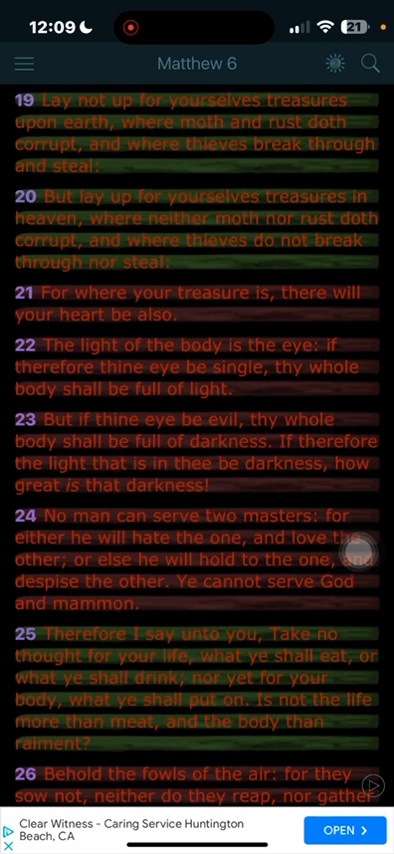 12:09
21
Matthew 6
19 Lay not up for yourselves treasures
upon earth, where moth and rust doth
corrupt, and where thieves break through
and steal:
20 But lay up for yourselves treasures in
heaven, where neither moth nor rust doth
corrupt, and where thieves do not break
through nor steal:
21 For where your treasure is, there will
your heart be also.
22 The light of the body is the eye: if
therefore thine eye be single, thy whole
body shall be full of light.
23 But if thine eye be evil, thy whole
body shall be full of darkness. If therefore
the light that is in thee be darkness, how
great is that darkness!
24 No man can serve two masters: for
either he will hate the one, and love the
other; or else he will hold to the one, and
despise the other. Ye cannot serve God
and mammon.
25 Therefore I say unto you, Take no
thought for your life, what ye shall eat, or
what ye shall drink; nor yet for your
body, what ye shall put on. Is not the life
more than meat, and the body than
raiment?
26 Behold the fowls of the air: for they
sow not, neither do they reap, nor gather
Clear Witness - Caring Service Huntington
Beach, CA
OPEN